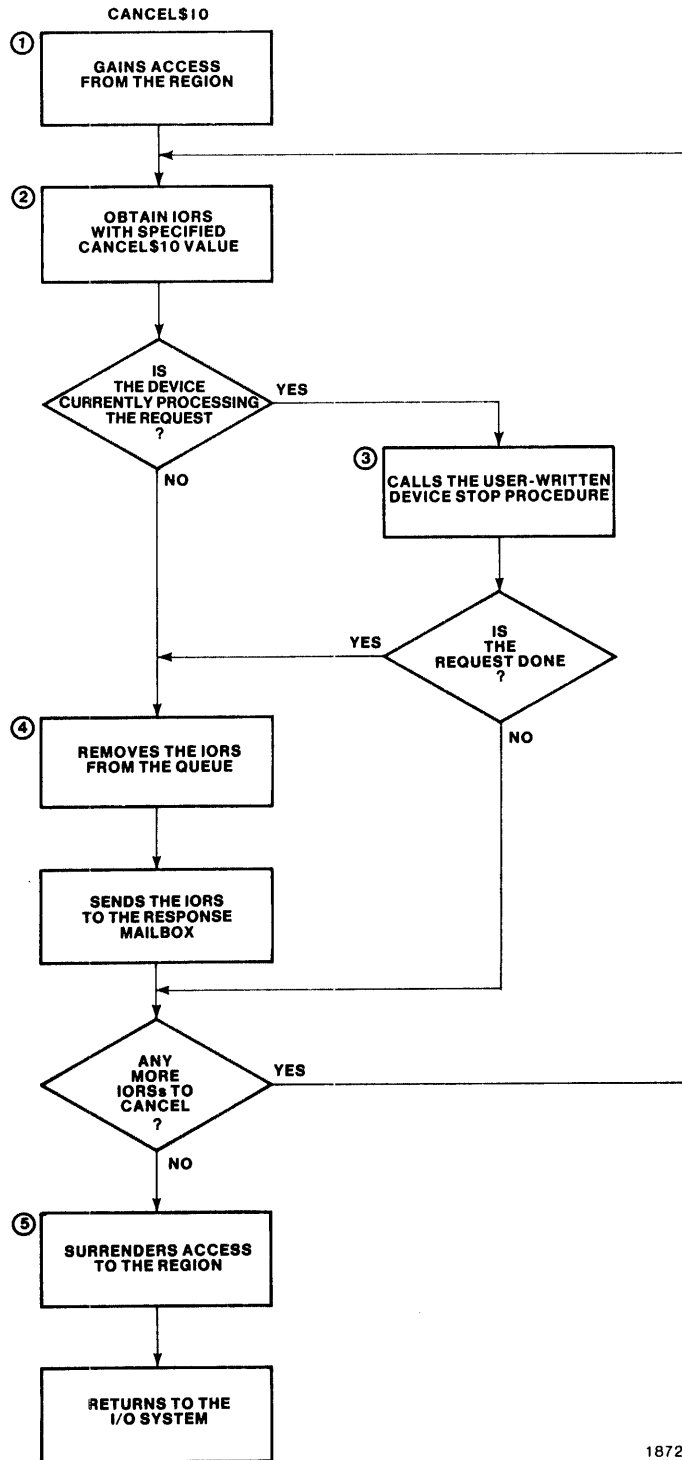 CANCEL$10
1
GAINS ACCESS
FROM THE REGION
2
OBTAIN IORS
WITH SPECIFIED
CANCEL$10 VALUE
IS
THE DEVICE
CURRENTLY PROCESSING
THE REQUEST
?
YES
NO
3
CALLS THE USER-WRITTEN
DEVICE STOP PROCEDURE
IS
THE
REQUEST DONE
?
YES
NO
4
REMOVES THE IORS
FROM THE QUEUE
SENDS THE IORS
TO THE RESPONSE
MAILBOX
ANY
MORE
IORSs TO
CANCEL
?
YES
NO
5
SURRENDERS ACCESS
TO THE REGION
RETURNS TO THE
I/O SYSTEM
1872